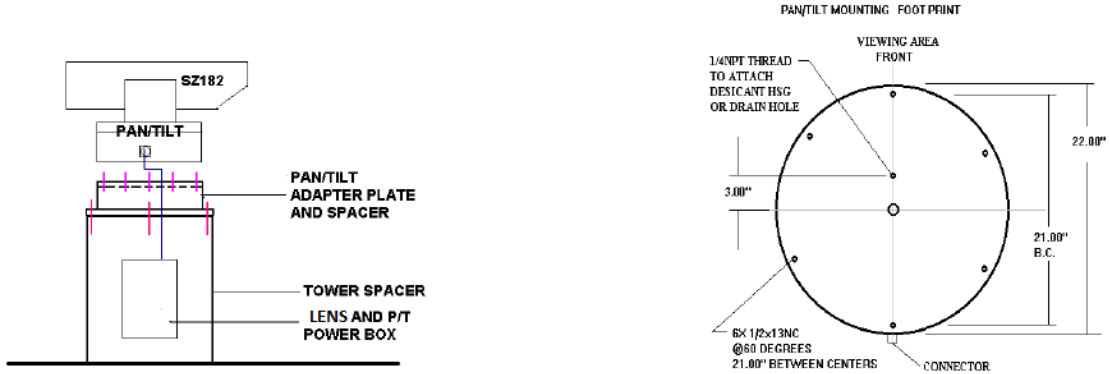 SZ182
PAN/TILT
PAN/TILT
ADAPTER PLATE
AND SPACER
TOWER SPACER
LENS AND P/T
POWER BOX
PAN/TILT MOUNTING FOOT PRINT
VIEWING AREA
FRONT
1/4NPT THREAD
TO ATTACH
DESICANT HSG
OR DRAIN HOLE
3.00"
22.00"
21.00"
B.C.
6X 1/2x13NC
@60 DEGREES
21.00" BETWEEN CENTERS
CONNECTOR